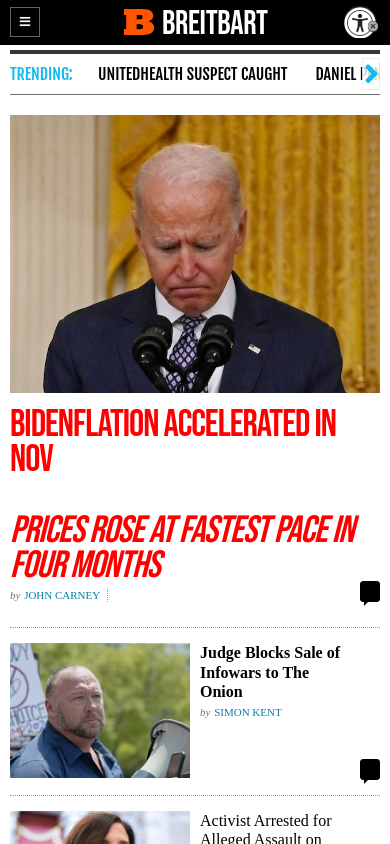 BREITBART
TRENDING: UNITEDHEALTH SUSPECT CAUGHT DANIEL
BIDENFLATION ACCELERATED IN
NOV
PRICES ROSE AT FASTEST PACE IN
FOUR MONTHS
by JOHN CARNEY
Judge Blocks Sale of
Infowars to The
Onion
by SIMON KENT
Activist Arrested for
Alleged Assault on